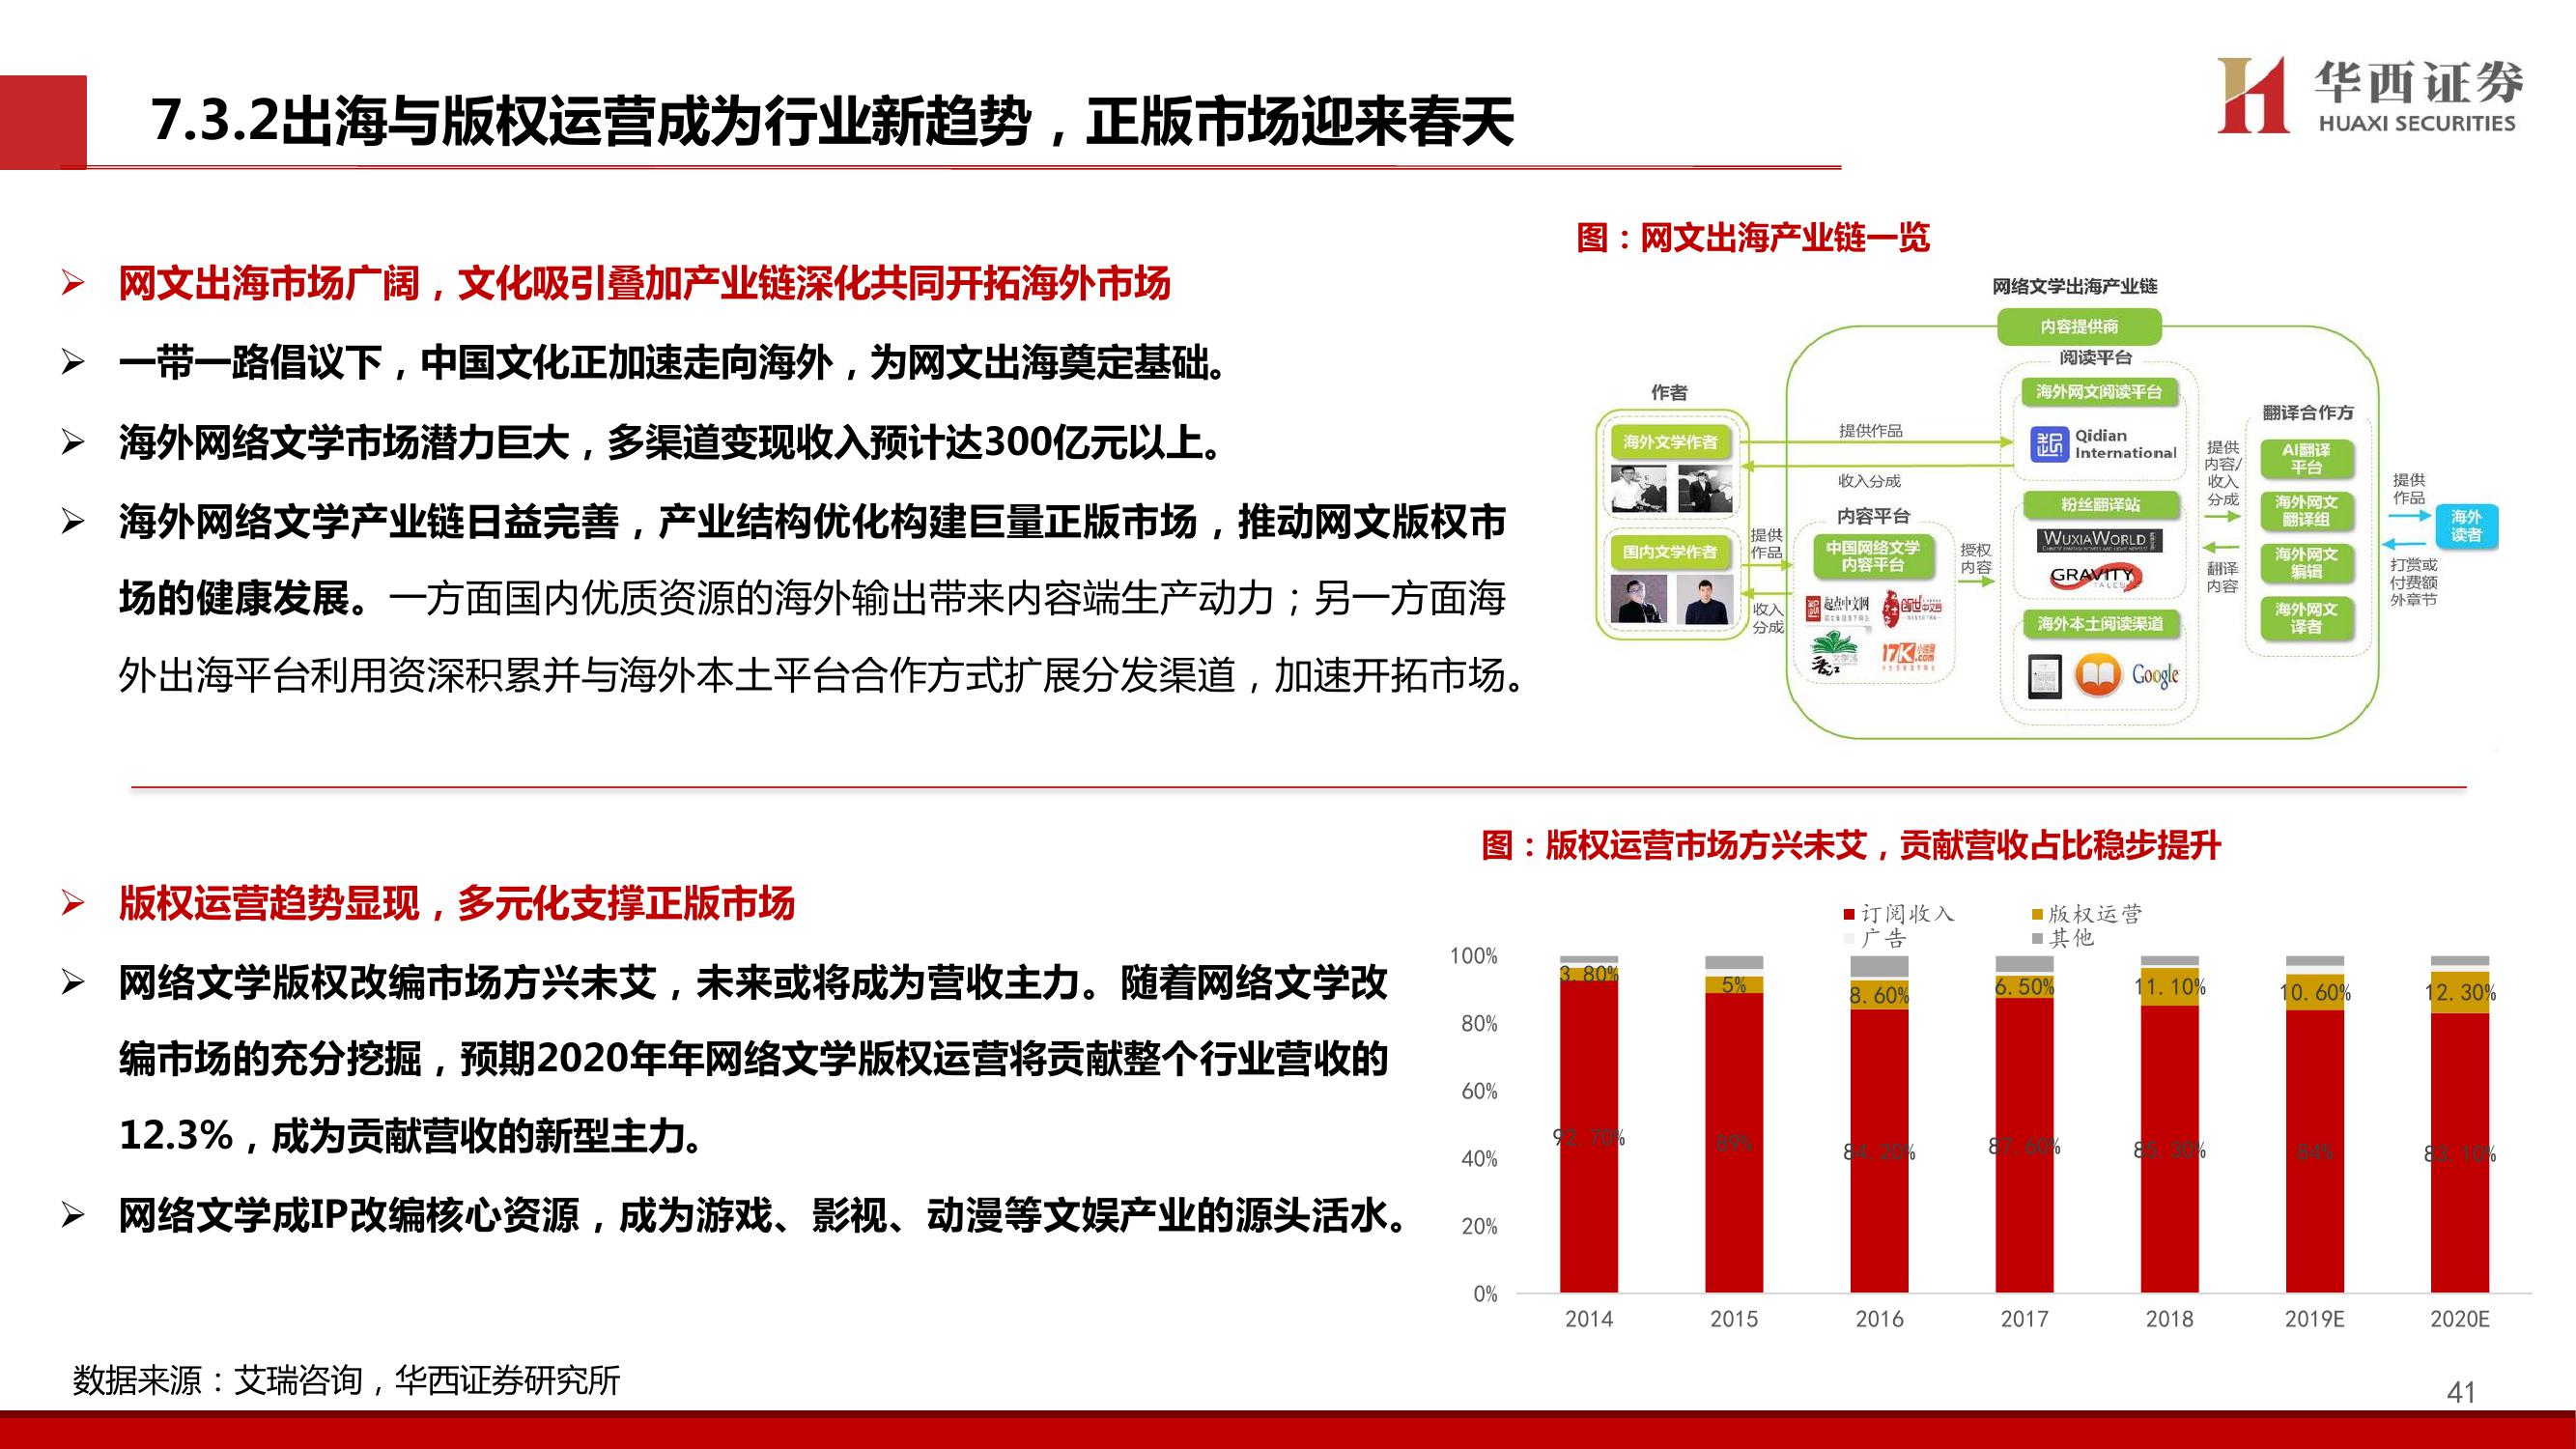 7.3.2出海与版权运营成为行业新趋势，正版市场迎来春天
华西证券
HUAXI SECURITIES
网文出海市场广阔，文化吸引叠加产业链深化共同开拓海外市场
一带一路倡议下，中国文化正加速走向海外，为网文出海奠定基础。
海外网络文学市场潜力巨大，多渠道变现收入预计达300亿元以上。
海外网络文学产业链日益完善，产业结构优化构建巨量正版市场，推动网文版权市
场的健康发展。一方面国内优质资源的海外输出带来内容端生产动力；另一方面海
外出海平台利用资深积累并与海外本土平台合作方式扩展分发渠道，加速开拓市场。
图：网文出海产业链一览
网络文学出海产业链
内容提供商
作者
海外文学作者
国内文学作者
提供作品
收入分成
提供
作品
收入
分成
内容平台
中国网络文学
内容平台
起点中文网
创世中文网
17K小说网
.com
授权
内容
阅读平台
海外网文阅读平台
Qidian
International
粉丝翻译站
WUXIAWORLD
GRAVITY
TALES
海外本土阅读渠道
Google
提供
内容/
收入
分成
翻译
内容
翻译合作方
AI翻译
平台
海外网文
翻译组
海外网文
编辑
海外网文
译者
提供
作品
打赏或
付费额
外章节
海外
读者
版权运营趋势显现，多元化支撑正版市场
网络文学版权改编市场方兴未艾，未来或将成为营收主力。随着网络文学改
编市场的充分挖掘，预期2020年年网络文学版权运营将贡献整个行业营收的
12.3%，成为贡献营收的新型主力。
网络文学成IP改编核心资源，成为游戏、影视、动漫等文娱产业的源头活水。
图：版权运营市场方兴未艾，贡献营收占比稳步提升
订阅收入 版权运营
广告 其他
100%
80%
60%
40%
20%
0%
3.80% 5% 8.60% 6.50% 11.10% 10.60% 12.30%
92.70% 89% 84.20% 87.60% 85.30% 84% 83.10%
2014 2015 2016 2017 2018 2019E 2020E
数据来源：艾瑞咨询，华西证券研究所
41